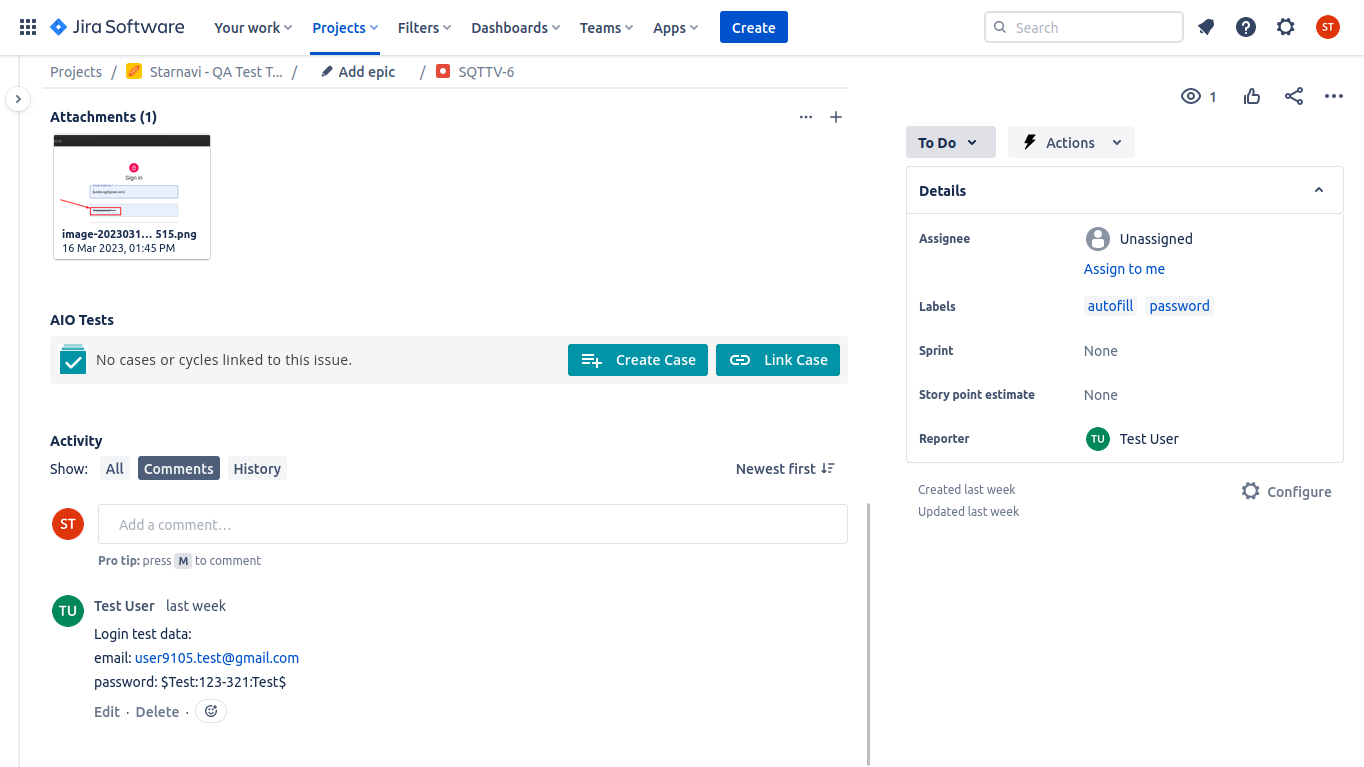 Jira Software Your work Projects Filters Dashboards Teams Apps Create Search ST
Projects / Starnavi - QA Test T... / Add epic / SQTTV-6
1
Attachments (1)
Sign in
image-2023031... 515.png
16 Mar 2023, 01:45 PM
AIO Tests
No cases or cycles linked to this issue. Create Case Link Case
Activity
Show: All Comments History Newest first
ST Add a comment...
Pro tip: press M to comment
TU Test User last week
Login test data:
email: user9105.test@gmail.com
password: $Test:123-321:Test$
Edit · Delete ·
To Do Actions
Details
Assignee Unassigned
Assign to me
Labels autofill password
Sprint None
Story point estimate None
Reporter TU Test User
Created last week Configure
Updated last week